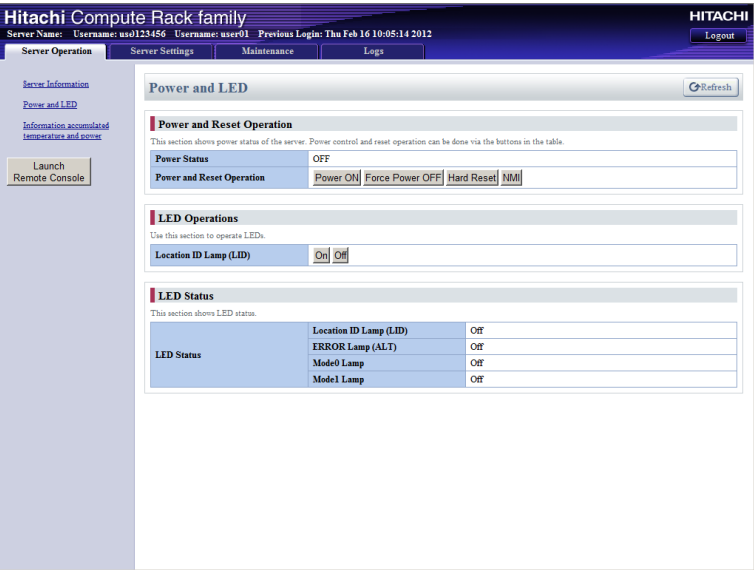 Hitachi Compute Rack family
HITACHI
Server Name: Username: usr0123456 Username: user01 Previous Login: Thu Feb 16 10:05:14 2012
Logout
Server Operation Server Settings Maintenance Logs
Server Information
Power and LED
Information accumulated
temperature and power
Launch
Remote Console
Power and LED
Refresh
Power and Reset Operation
This section shows power status of the server. Power control and reset operation can be done via the buttons in the table.
Power Status OFF
Power and Reset Operation Power ON Force Power OFF Hard Reset NMI
LED Operations
Use this section to operate LEDs.
Location ID Lamp (LID) On Off
LED Status
This section shows LED status.
LED Status
Location ID Lamp (LID) Off
ERROR Lamp (ALT) Off
Mode0 Lamp Off
Mode1 Lamp Off